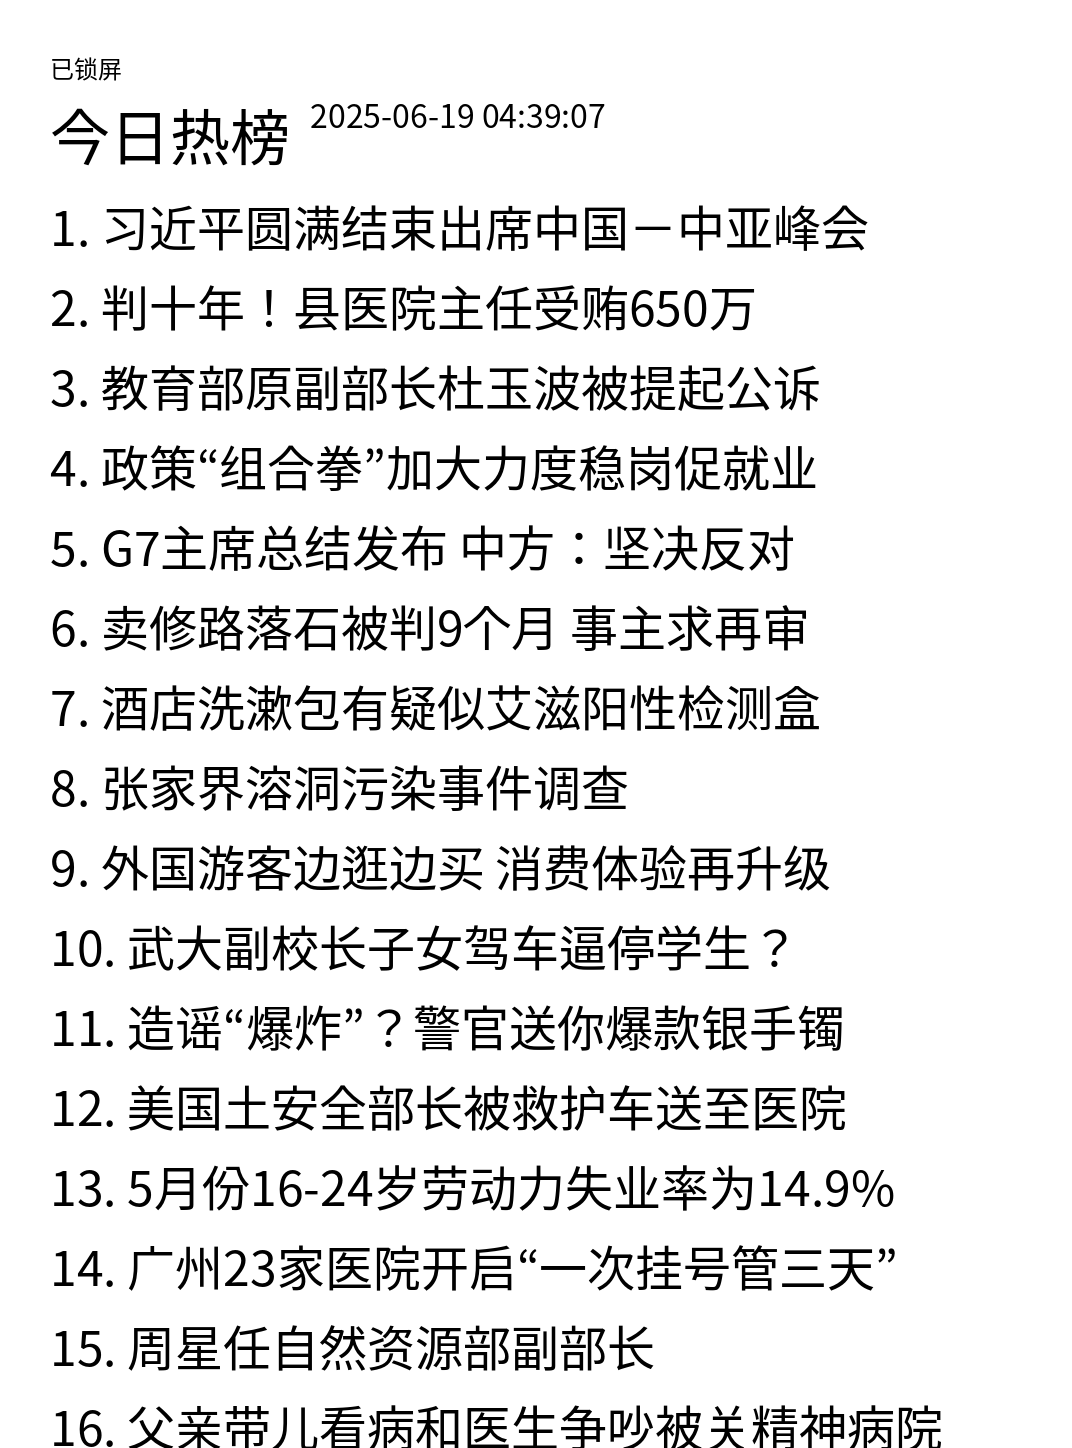 已锁屏
今日热榜 2025-06-19 04:39:07
1. 习近平圆满结束出席中国－中亚峰会
2. 判十年！县医院主任受贿650万
3. 教育部原副部长杜玉波被提起公诉
4. 政策“组合拳”加大力度稳岗促就业
5. G7主席总结发布 中方：坚决反对
6. 卖修路落石被判9个月 事主求再审
7. 酒店洗漱包有疑似艾滋阳性检测盒
8. 张家界溶洞污染事件调查
9. 外国游客边逛边买 消费体验再升级
10. 武大副校长子女驾车逼停学生？
11. 造谣“爆炸”？警官送你爆款银手镯
12. 美国土安全部长被救护车送至医院
13. 5月份16-24岁劳动力失业率为14.9%
14. 广州23家医院开启“一次挂号管三天”
15. 周星任自然资源部副部长
16. 父亲带儿看病和医生争吵被关精神病院